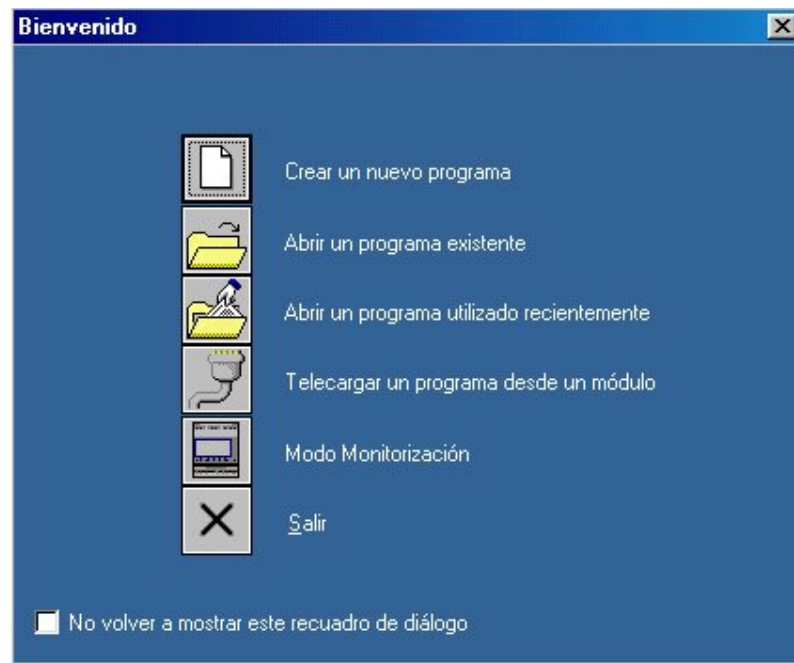 Bienvenido
Crear un nuevo programa
Abrir un programa existente
Abrir un programa utilizado recientemente
Telecargar un programa desde un módulo
Modo Monitorización
Salir
No volver a mostrar este recuadro de diálogo